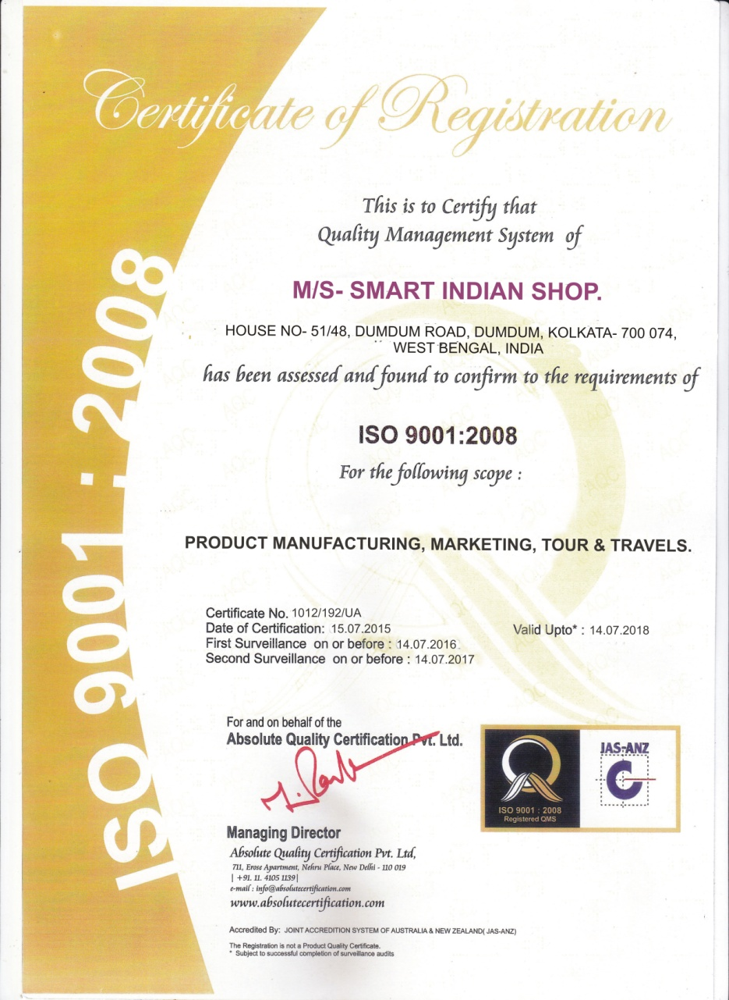 Certificate of Registration
This is to Certify that
Quality Management System of
M/S- SMART INDIAN SHOP.
HOUSE NO- 51/48, DUMDUM ROAD, DUMDUM, KOLKATA- 700 074,
WEST BENGAL, INDIA
has been assessed and found to confirm to the requirements of
ISO 9001:2008
For the following scope :
PRODUCT MANUFACTURING, MARKETING, TOUR & TRAVELS.
Certificate No. 1012/192/UA
Date of Certification: 15.07.2015
Valid Upto* : 14.07.2018
First Surveillance on or before : 14.07.2016
Second Surveillance on or before : 14.07.2017
For and on behalf of the
Absolute Quality Certification Pvt. Ltd.
Managing Director
Absolute Quality Certification Pvt. Ltd,
711, Erose Apartment, Nehru Place, New Delhi - 110 019
| +91. 11. 4105 1139|
e-mail : info@absolutecertification.com
www.absolutecertification.com
Accredited By: JOINT ACCREDITION SYSTEM OF AUSTRALIA & NEW ZEALAND( JAS-ANZ)
The Registration is not a Product Quality Certificate.
* Subject to successful completion of surveillance audits
ISO 9001 : 2008
Registered QMS
JAS-ANZ
ISO 9001 : 2008